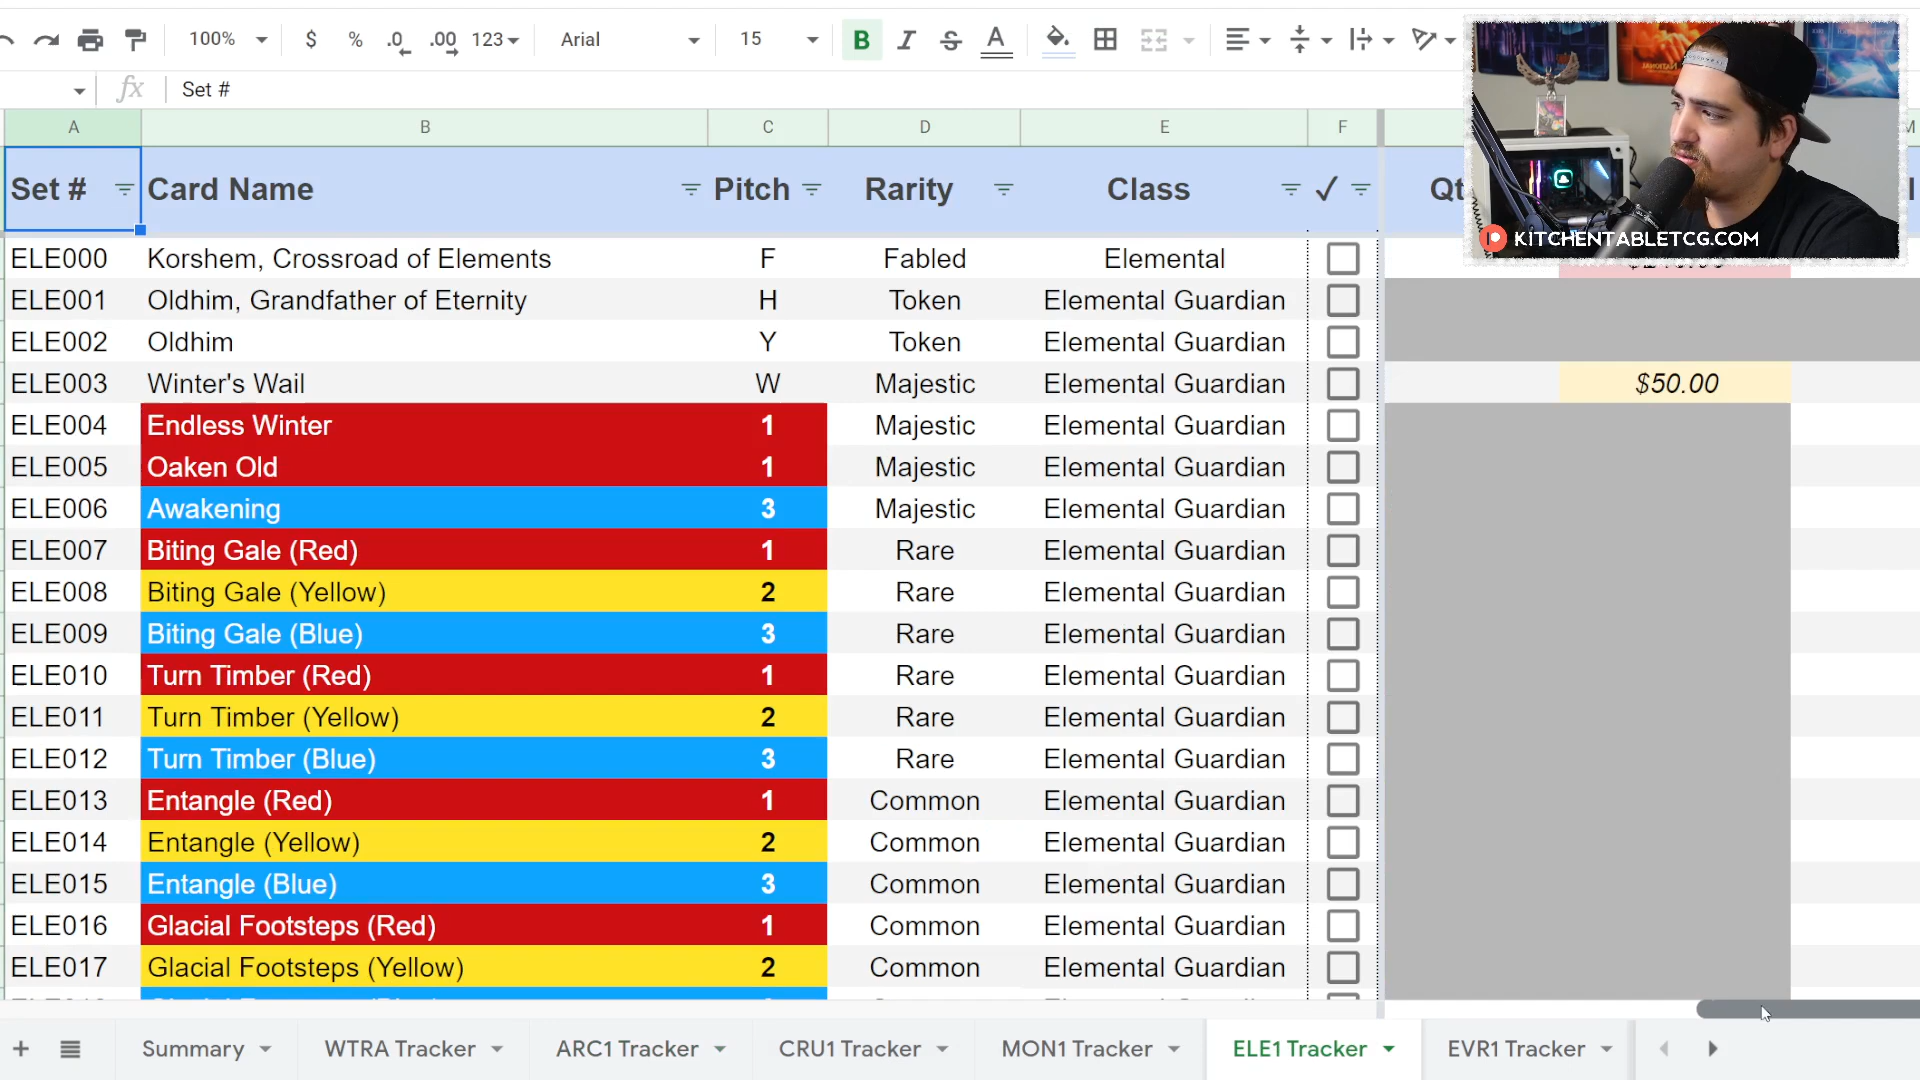 100% $ % .0 .00 123 Arial 15 B I S A
fx Set #
A B C D E F M
Set # Card Name Pitch Rarity Class ✓
KITCHENTABLETCG.COM
ELE000 Korshem, Crossroad of Elements F Fabled Elemental
ELE001 Oldhim, Grandfather of Eternity H Token Elemental Guardian
ELE002 Oldhim Y Token Elemental Guardian
ELE003 Winter's Wail W Majestic Elemental Guardian $50.00
ELE004 Endless Winter 1 Majestic Elemental Guardian
ELE005 Oaken Old 1 Majestic Elemental Guardian
ELE006 Awakening 3 Majestic Elemental Guardian
ELE007 Biting Gale (Red) 1 Rare Elemental Guardian
ELE008 Biting Gale (Yellow) 2 Rare Elemental Guardian
ELE009 Biting Gale (Blue) 3 Rare Elemental Guardian
ELE010 Turn Timber (Red) 1 Rare Elemental Guardian
ELE011 Turn Timber (Yellow) 2 Rare Elemental Guardian
ELE012 Turn Timber (Blue) 3 Rare Elemental Guardian
ELE013 Entangle (Red) 1 Common Elemental Guardian
ELE014 Entangle (Yellow) 2 Common Elemental Guardian
ELE015 Entangle (Blue) 3 Common Elemental Guardian
ELE016 Glacial Footsteps (Red) 1 Common Elemental Guardian
ELE017 Glacial Footsteps (Yellow) 2 Common Elemental Guardian
Summary WTRA Tracker ARC1 Tracker CRU1 Tracker MON1 Tracker ELE1 Tracker EVR1 Tracker